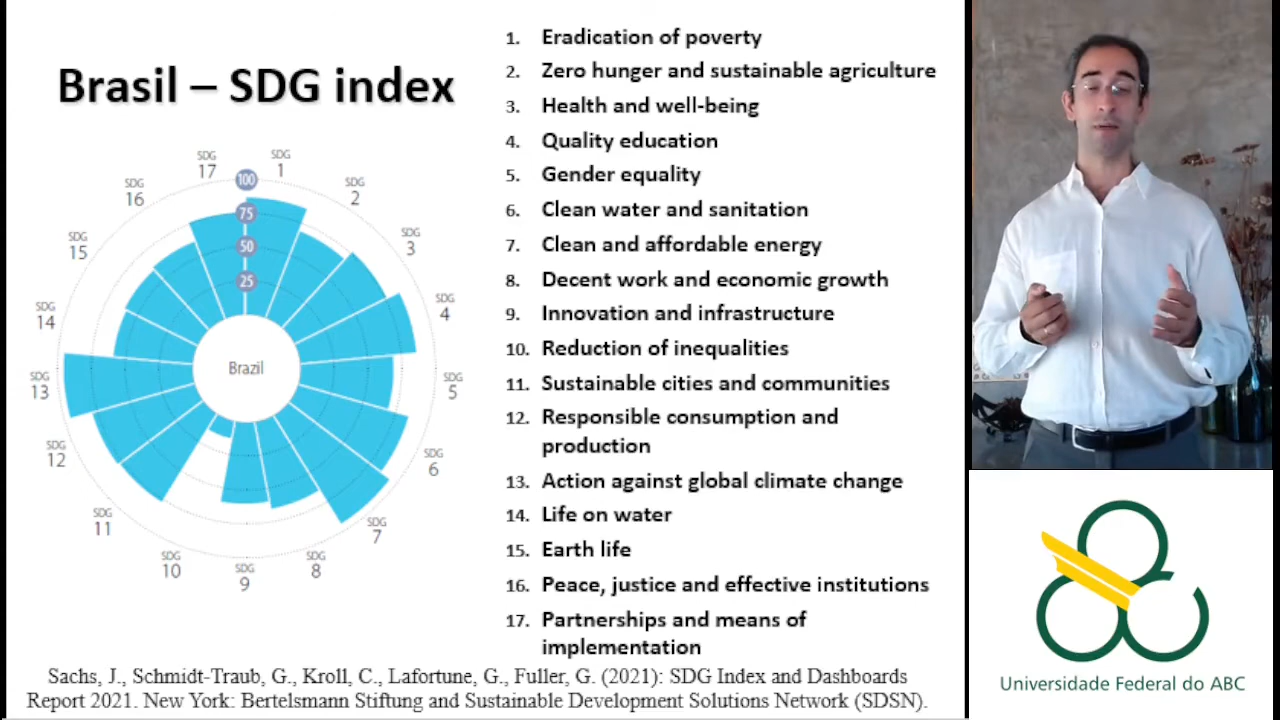 Brasil – SDG index
SDG
1
SDG
2
SDG
3
SDG
4
SDG
5
SDG
6
SDG
7
SDG
8
SDG
9
SDG
10
SDG
11
SDG
12
SDG
13
SDG
14
SDG
15
SDG
16
SDG
17
100
75
50
25
Brazil
1. Eradication of poverty
2. Zero hunger and sustainable agriculture
3. Health and well-being
4. Quality education
5. Gender equality
6. Clean water and sanitation
7. Clean and affordable energy
8. Decent work and economic growth
9. Innovation and infrastructure
10. Reduction of inequalities
11. Sustainable cities and communities
12. Responsible consumption and
production
13. Action against global climate change
14. Life on water
15. Earth life
16. Peace, justice and effective institutions
17. Partnerships and means of
implementation
Sachs, J., Schmidt-Traub, G., Kroll, C., Lafortune, G., Fuller, G. (2021): SDG Index and Dashboards
Report 2021. New York: Bertelsmann Stiftung and Sustainable Development Solutions Network (SDSN).
Universidade Federal do ABC